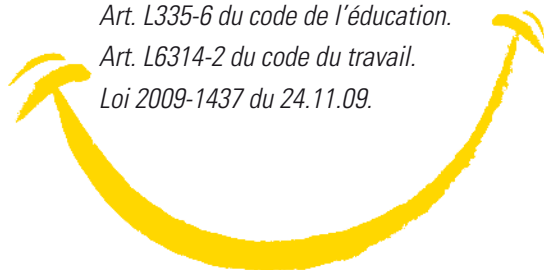 Art. L335-6 du code de l’éducation.
Art. L6314-2 du code du travail.
Loi 2009-1437 du 24.11.09.